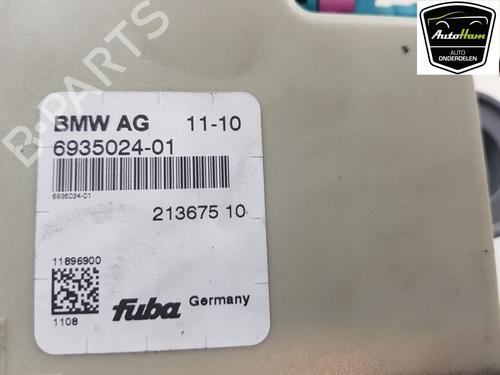 AutoHam
AUTO
ONDERDELEN
B-PARTS
BMW AG 11-10
6935024-01
6935024-01
213675 10
11896900
1108
fuba Germany